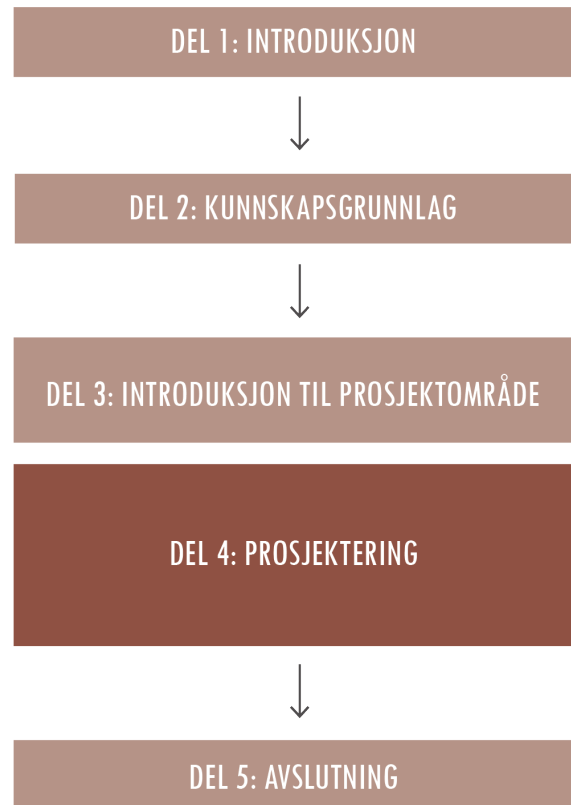 DEL 1: INTRODUKSJON
DEL 2: KUNNSKAPSGRUNNLAG
DEL 3: INTRODUKSJON TIL PROSJEKTOMRÅDE
DEL 4: PROSJEKTERING
DEL 5: AVSLUTNING